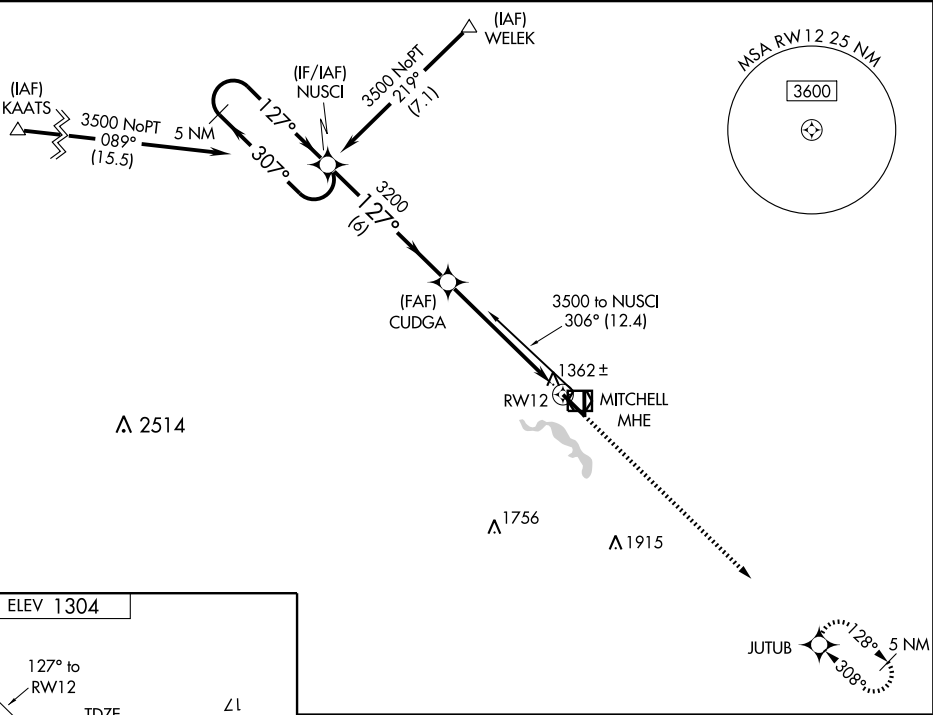 (IAF)
WELEK
MSA RW12 25 NM
3600
(IAF)
KAATS
3500 NoPT
089°
(15.5)
5 NM
127°
307°
(IF/IAF)
NUSCI
3500 NoPT
219°
(7.1)
3200
127°
(6)
(FAF)
CUDGA
3500 to NUSCI
306° (12.4)
1362 ±
RW12
MITCHELL
MHE
2514
1756
1915
JUTUB
128°
308°
5 NM
ELEV 1304
127° to
RW12
TDZE
17